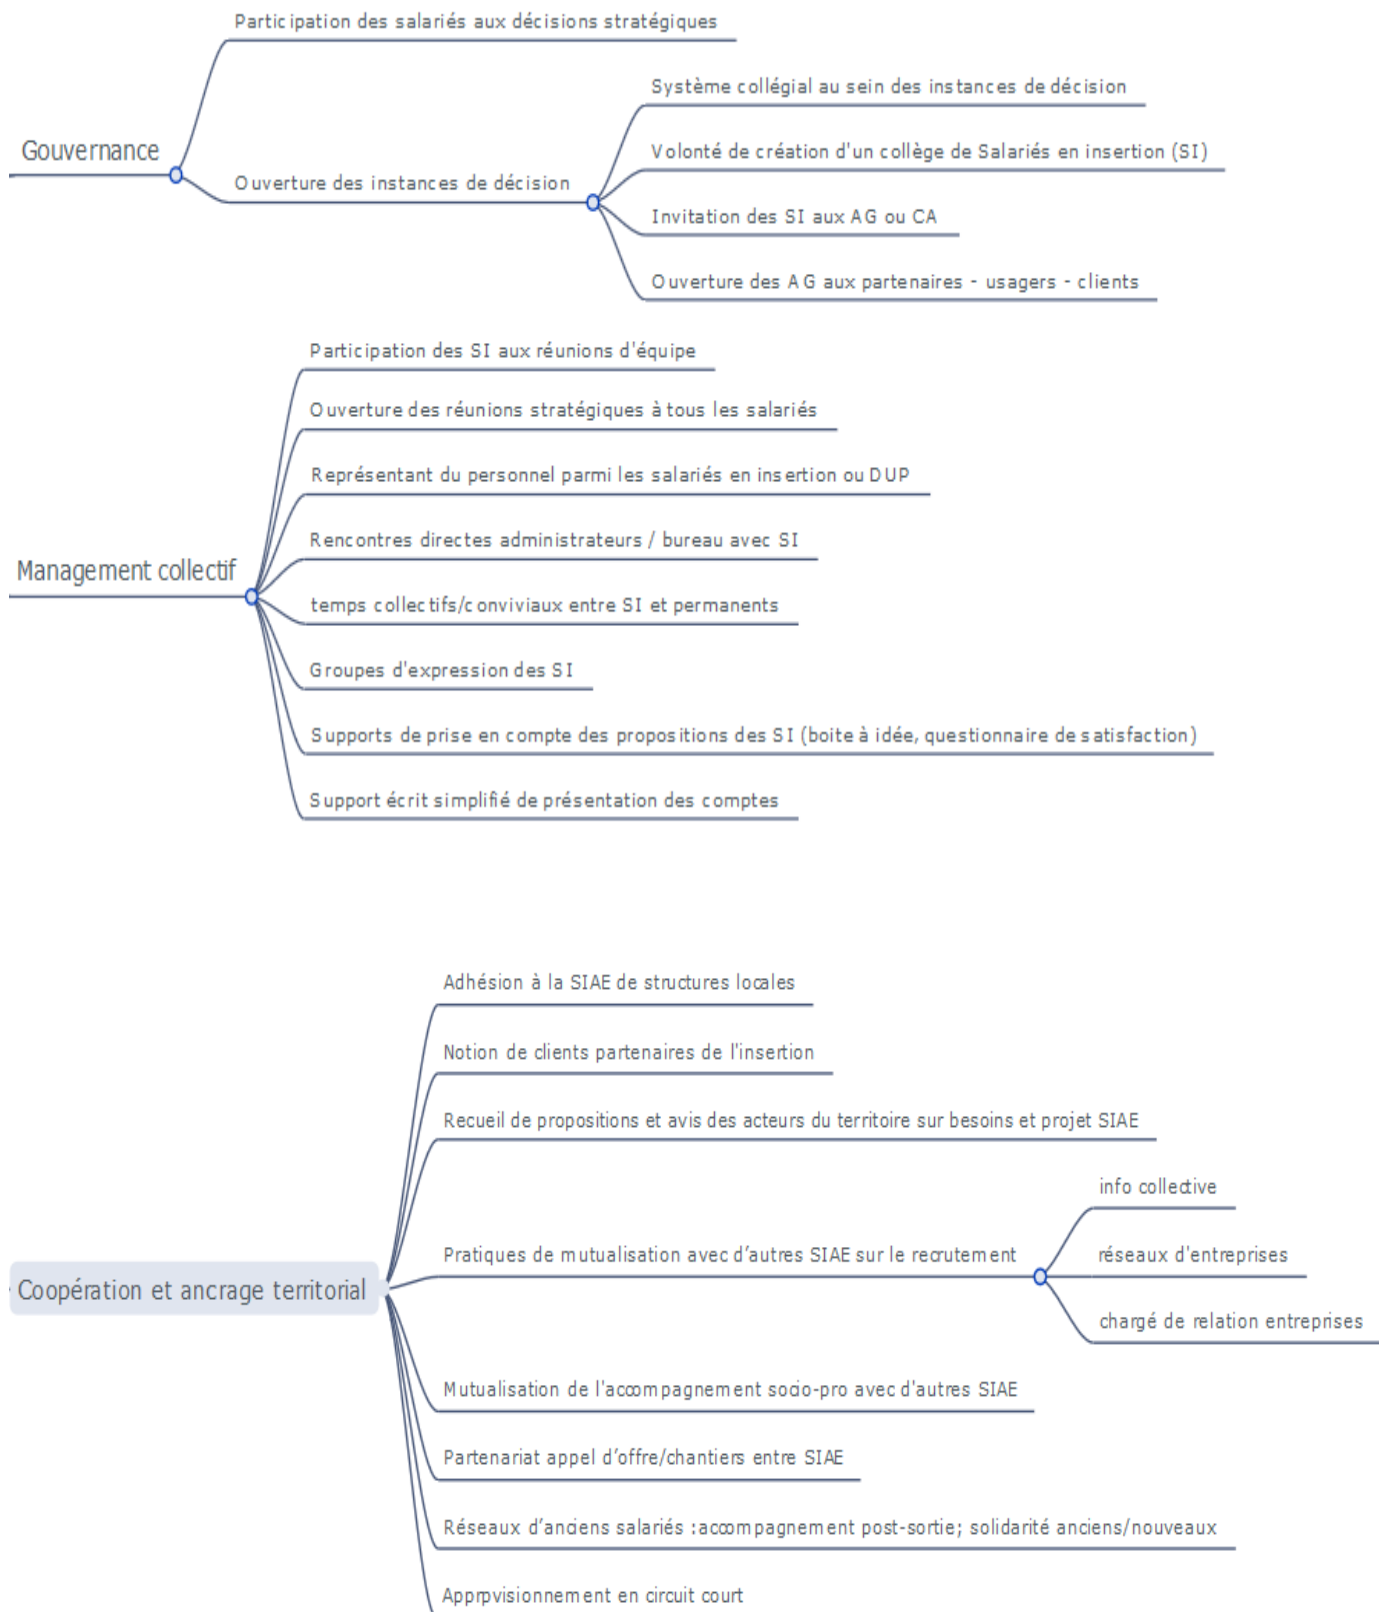 Participation des salariés aux décisions stratégiques
Système collégial au sein des instances de décision
Gouvernance
Volonté de création d'un collège de Salariés en insertion (SI)
Ouverture des instances de décision
Invitation des SI aux AG ou CA
Ouverture des AG aux partenaires - usagers - clients
Participation des SI aux réunions d'équipe
Ouverture des réunions stratégiques à tous les salariés
Représentant du personnel parmi les salariés en insertion ou DUP
Rencontres directes administrateurs / bureau avec SI
Management collectif
temps collectifs/conviviaux entre SI et permanents
Groupes d'expression des SI
Supports de prise en compte des propositions des SI (boite à idée, questionnaire de satisfaction)
Support écrit simplifié de présentation des comptes
Adhésion à la SIAE de structures locales
Notion de clients partenaires de l'insertion
Recueil de propositions et avis des acteurs du territoire sur besoins et projet SIAE
info collective
Pratiques de mutualisation avec d’autres SIAE sur le recrutement
réseaux d'entreprises
Coopération et ancrage territorial
chargé de relation entreprises
Mutualisation de l'accompagnement socio-pro avec d'autres SIAE
Partenariat appel d’offre/chantiers entre SIAE
Réseaux d’anciens salariés :accompagnement post-sortie; solidarité anciens/nouveaux
Apprpvisionnement en circuit court